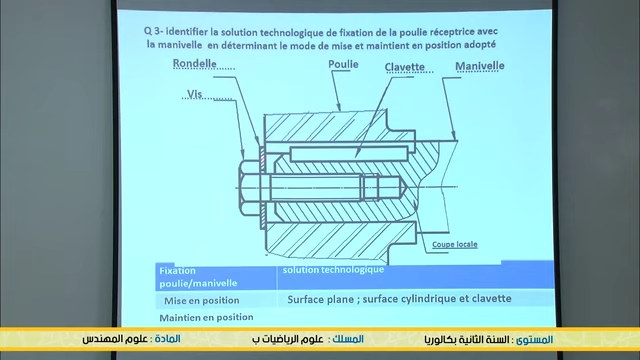 Q 3- identifier la solution technologique de fixation de la poulie réceptrice avec
la manivelle en déterminant le mode de mise et maintient en position adopté
Rondelle
Poulie
Clavette
Manivelle
Vis
Coupe locale
Fixation poulie/manivelle
solution technologique
Mise en position
Surface plane ; surface cylindrique et clavette
Maintien en position
المستوى : السنة الثانية بكالوريا
المسلك : علوم الرياضيات ب
المادة : علوم المهندس